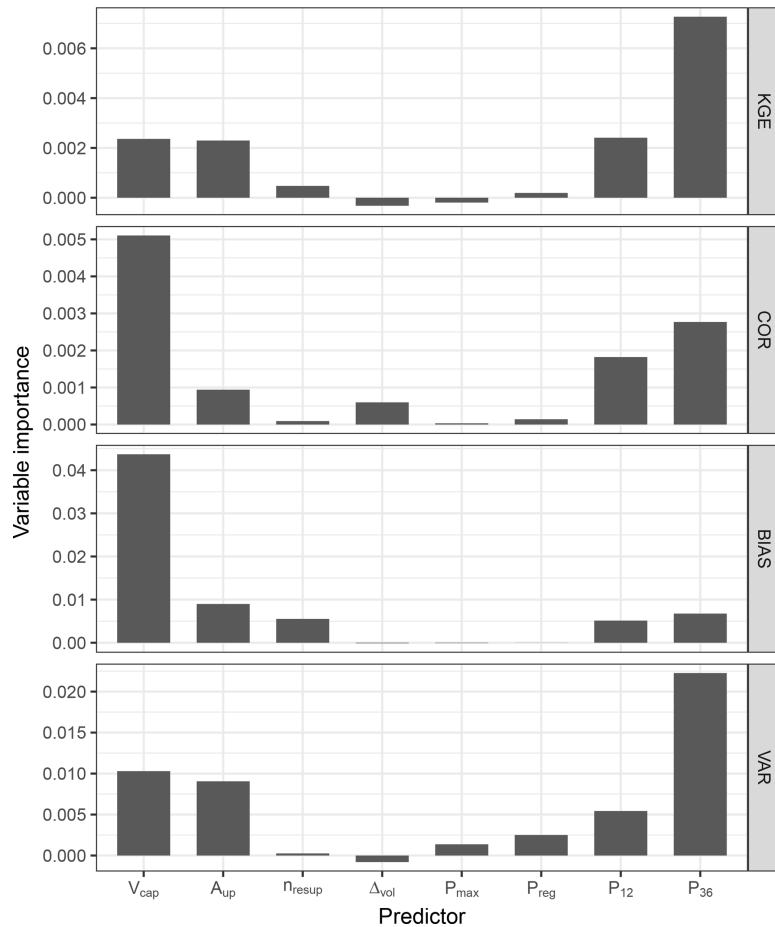 Variable importance
0.006
0.004
0.002
0.000
KGE
0.005
0.003
0.002
0.001
0.000
COR
0.04
0.03
0.02
0.01
0.00
BIAS
0.020
0.015
0.010
0.005
0.000
VAR
Vcap Aup nresup Δvol Pmax Preg P12 P36
Predictor